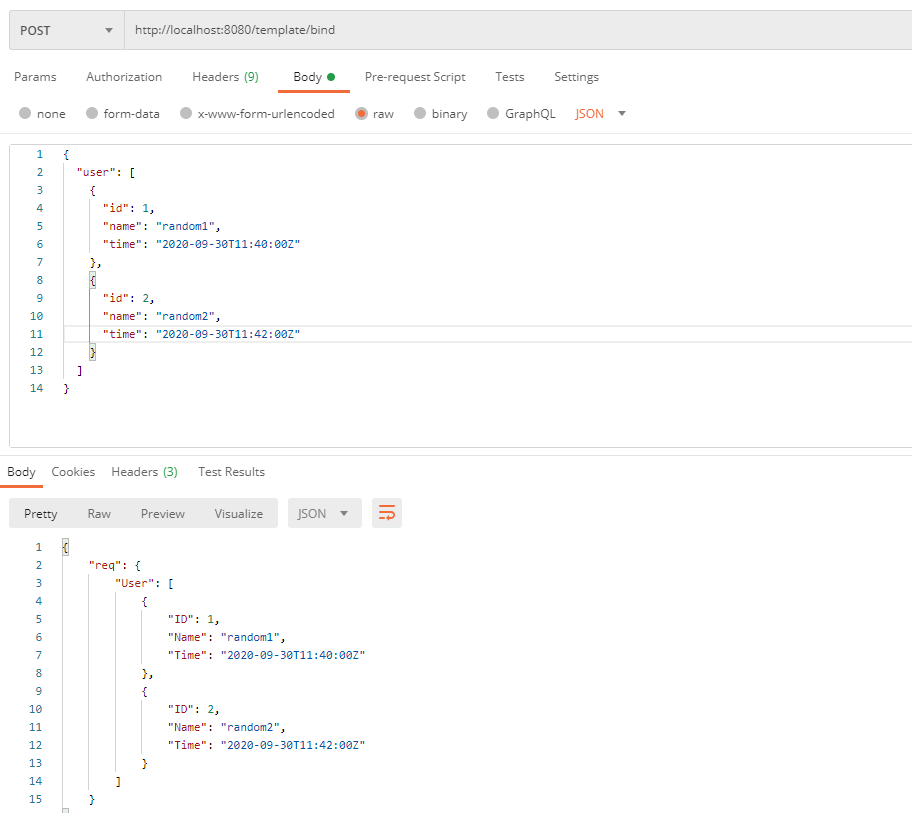 POST http://localhost:8080/template/bind
Params Authorization Headers (9) Body Pre-request Script Tests Settings
none form-data x-www-form-urlencoded raw binary GraphQL JSON
1 {
2 "user": [
3 {
4 "id": 1,
5 "name": "random1",
6 "time": "2020-09-30T11:40:00Z"
7 },
8 {
9 "id": 2,
10 "name": "random2",
11 "time": "2020-09-30T11:42:00Z"
12 }
13 ]
14 }
Body Cookies Headers (3) Test Results
Pretty Raw Preview Visualize JSON
1 {
2 "req": {
3 "User": [
4 {
5 "ID": 1,
6 "Name": "random1",
7 "Time": "2020-09-30T11:40:00Z"
8 },
9 {
10 "ID": 2,
11 "Name": "random2",
12 "Time": "2020-09-30T11:42:00Z"
13 }
14 ]
15 }